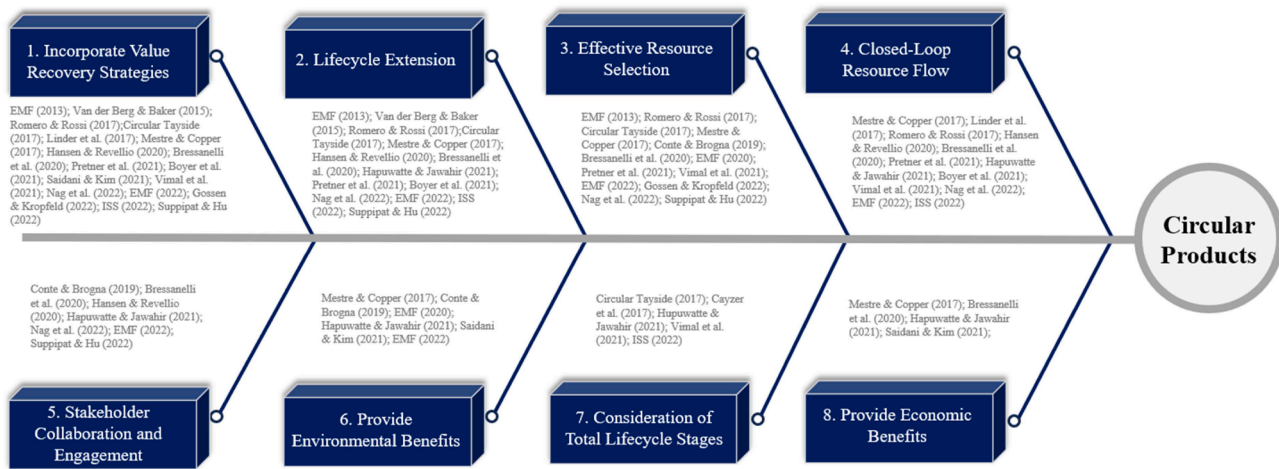 1. Incorporate Value
Recovery Strategies
2. Lifecycle Extension
3. Effective Resource
Selection
4. Closed-Loop
Resource Flow
EMF (2013); Van der Berg & Baker (2015);
Romero & Rossi (2017);Circular Tayside
(2017); Linder et al. (2017); Mestre & Copper
(2017); Hansen & Revellio (2020); Bressanelli
et al. (2020); Pretner et al. (2021); Boyer et al.
(2021); Saidani & Kim (2021); Vimal et al.
(2021); Nag et al. (2022); EMF (2022); Gossen
& Kropfeld (2022); ISS (2022); Suppipat & Hu
(2022)
EMF (2013); Van der Berg & Baker
(2015); Romero & Rossi (2017);Circular
Tayside (2017); Mestre & Copper (2017);
Hansen & Revellio (2020); Bressanelli et
al. (2020); Hapuwatte & Jawahir (2021);
Pretner et al. (2021); Boyer et al. (2021);
Nag et al. (2022); EMF (2022); ISS
(2022); Suppipat & Hu (2022)
EMF (2013); Romero & Rossi (2017);
Circular Tayside (2017); Mestre &
Copper (2017); Conte & Brogna (2019);
Bressanelli et al. (2020); EMF (2020);
Pretner et al. (2021); Vimal et al. (2021);
EMF (2022); Gossen & Kropfeld (2022);
Nag et al. (2022); Suppipat & Hu (2022)
Mestre & Copper (2017); Linder et al.
(2017); Romero & Rossi (2017); Hansen
& Revellio (2020); Bressanelli et al.
(2020); Pretner et al. (2021); Hapuwatte
& Jawahir (2021); Boyer et al. (2021);
Vimal et al. (2021); Nag et al. (2022);
EMF (2022); ISS (2022)
Circular
Products
Conte & Brogna (2019); Bressanelli
et al. (2020); Hansen & Revellio
(2020); Hapuwatte & Jawahir (2021);
Nag et al. (2022); EMF (2022);
Suppipat & Hu (2022)
Mestre & Copper (2017); Conte &
Brogna (2019); EMF (2020);
Hapuwatte & Jawahir (2021); Saidani
& Kim (2021); EMF (2022)
Circular Tayside (2017); Cayzer
et al. (2017); Hupuwatte &
Jawahir (2021); Vimal et al.
(2021); ISS (2022)
Mestre & Copper (2017); Bressanelli
et al. (2020); Hapuwatte & Jawahir
(2021); Saidani & Kim (2021);
5. Stakeholder
Collaboration and
Engagement
6. Provide
Environmental Benefits
7. Consideration of
Total Lifecycle Stages
8. Provide Economic
Benefits